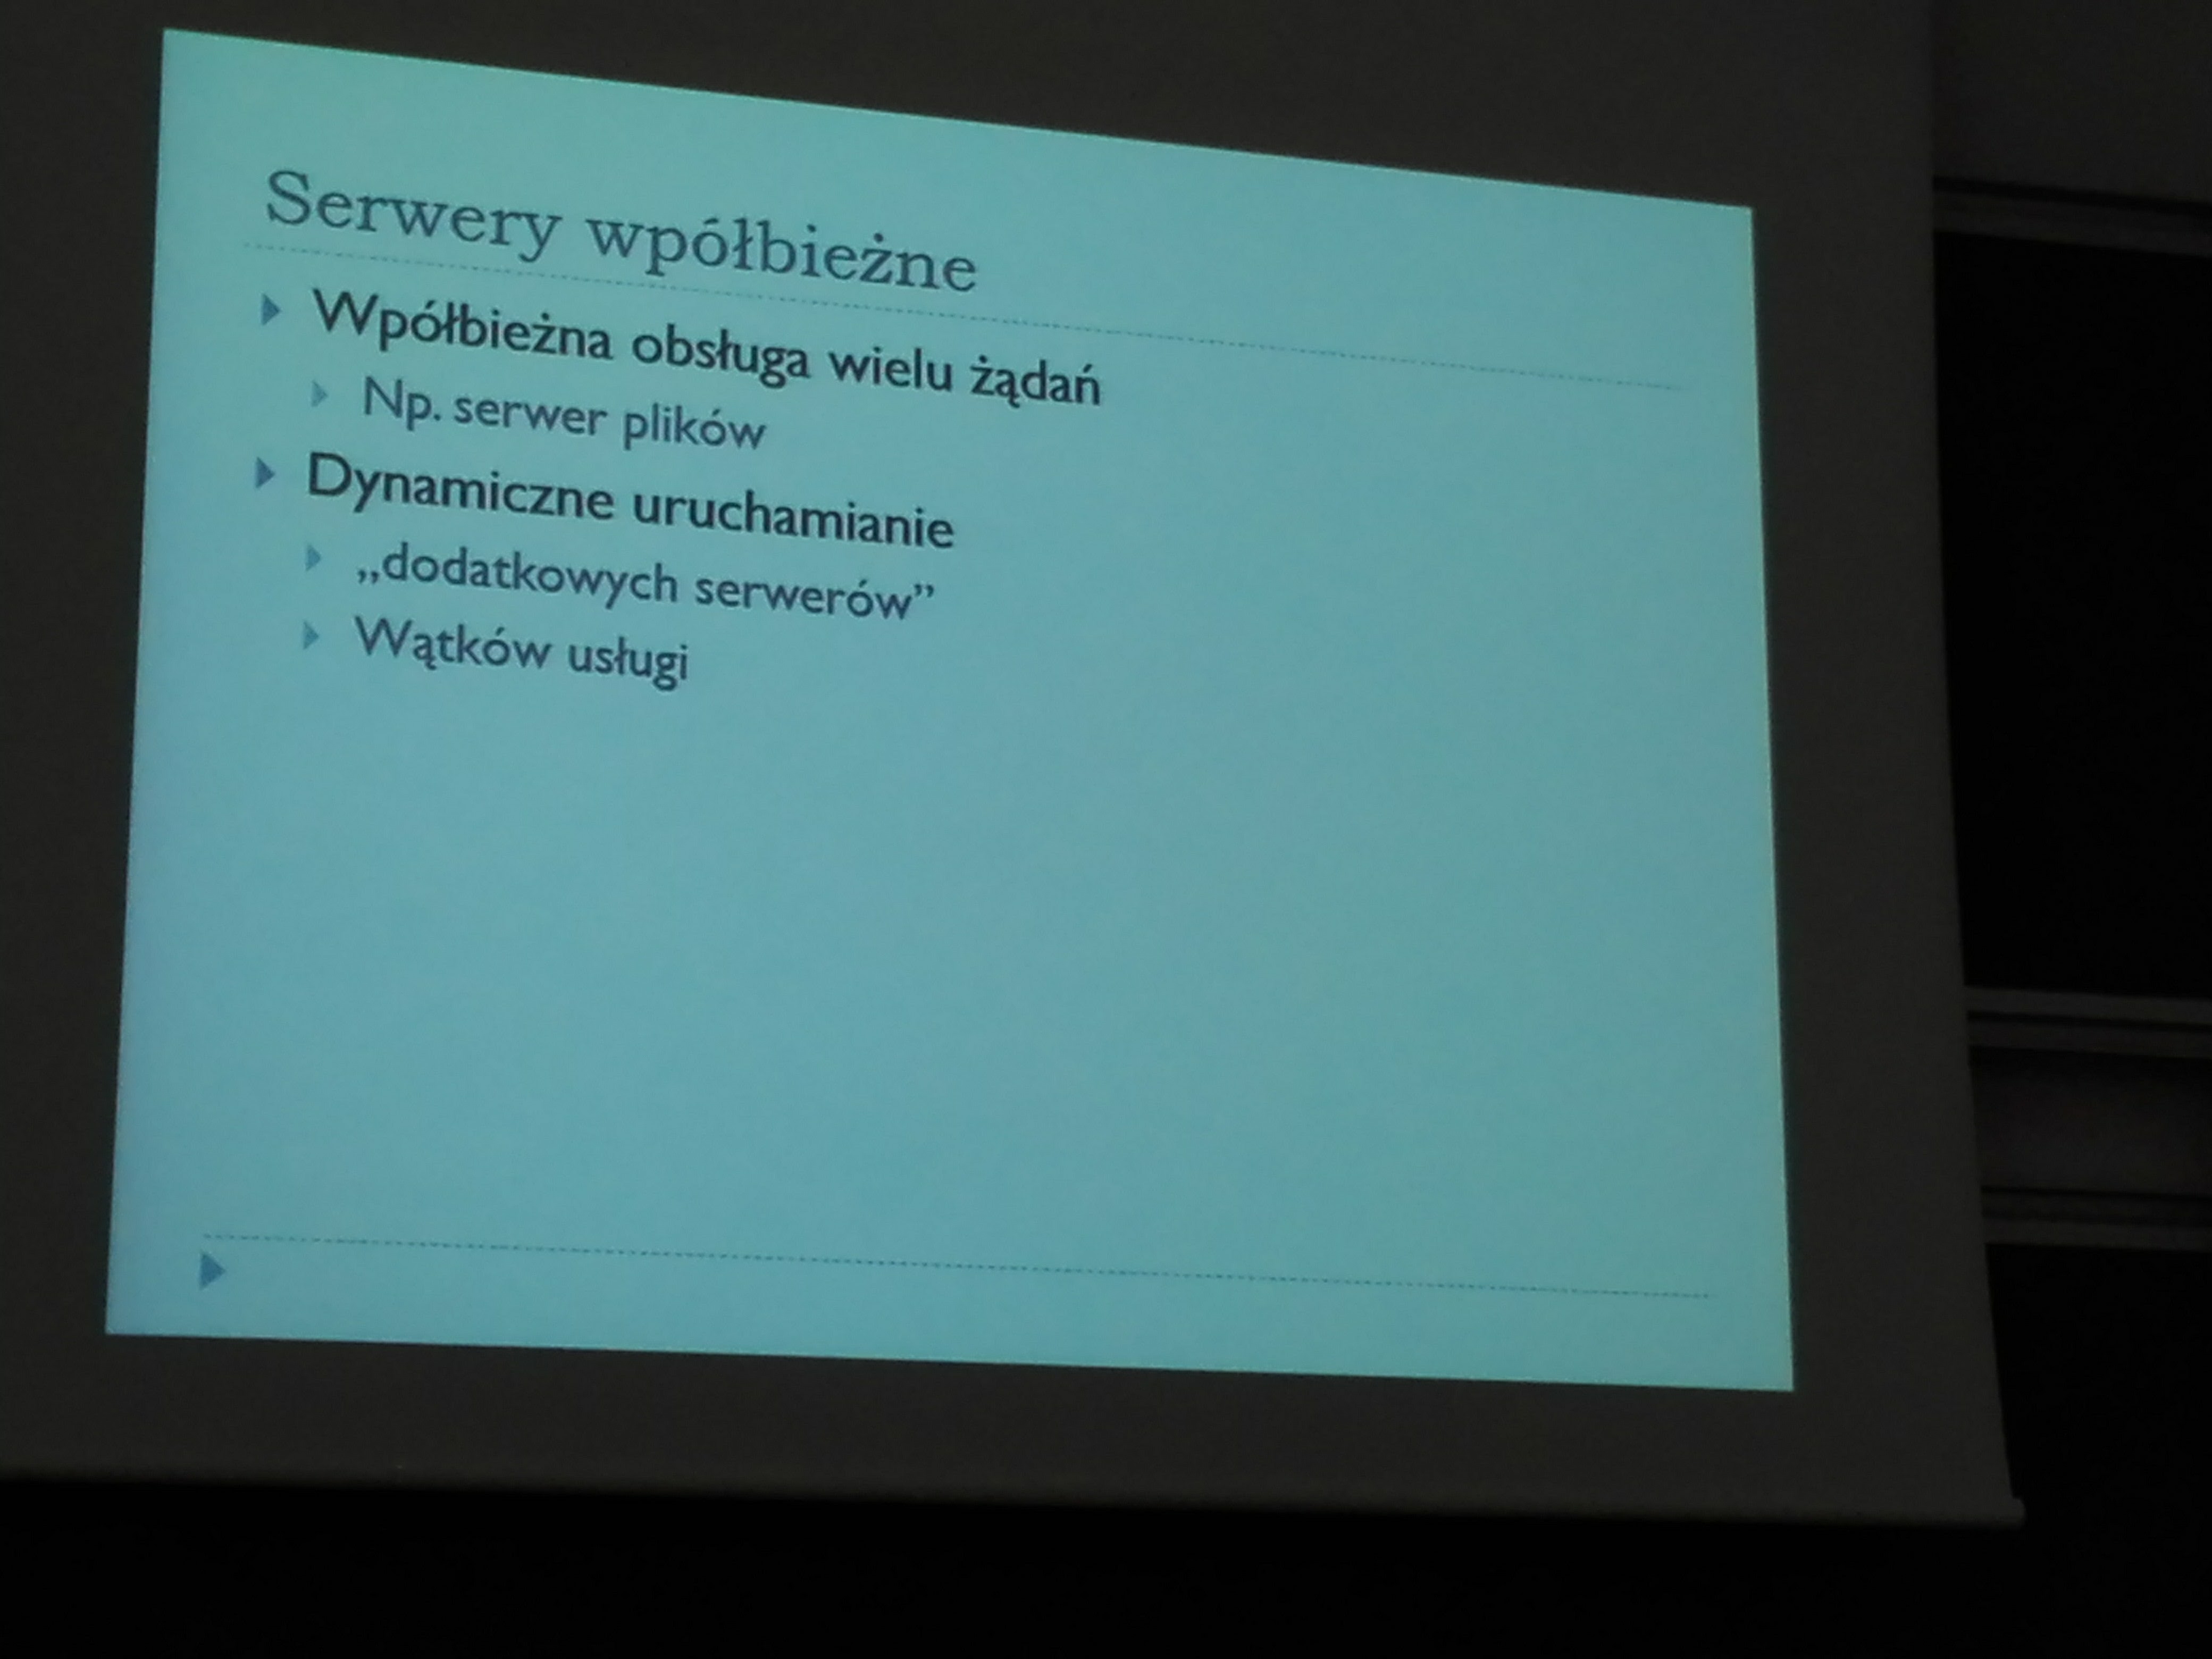 Serwery wpółbieżne
Wpółbieżna obsługa wielu żądań
Np. serwer plików
Dynamiczne uruchamianie
„dodatkowych serwerów”
Wątków usługi